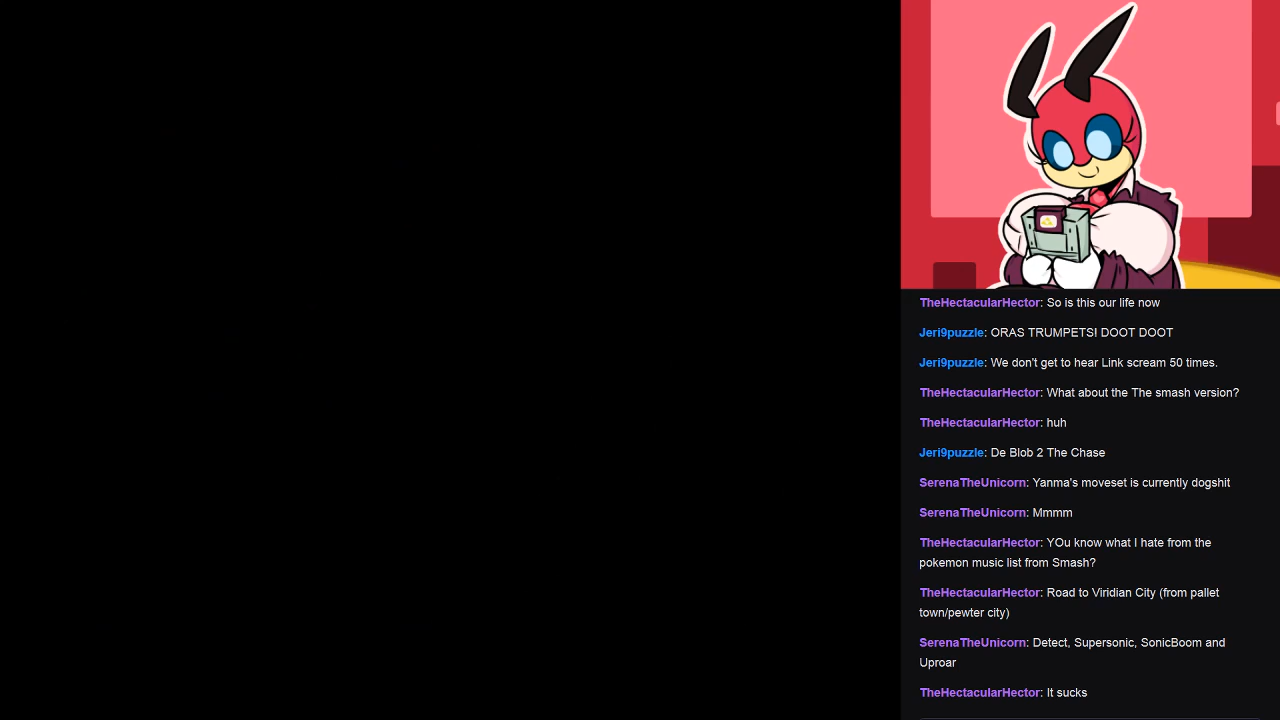 TheHectacularHector: So is this our life now
Jeri9puzzle: ORAS TRUMPETS! DOOT DOOT
Jeri9puzzle: We don't get to hear Link scream 50 times.
TheHectacularHector: What about the The smash version?
TheHectacularHector: huh
Jeri9puzzle: De Blob 2 The Chase
SerenaTheUnicorn: Yanma's moveset is currently dogshit
SerenaTheUnicorn: Mmmm
TheHectacularHector: YOu know what I hate from the
pokemon music list from Smash?
TheHectacularHector: Road to Viridian City (from pallet
town/pewter city)
SerenaTheUnicorn: Detect, Supersonic, SonicBoom and
Uproar
TheHectacularHector: It sucks